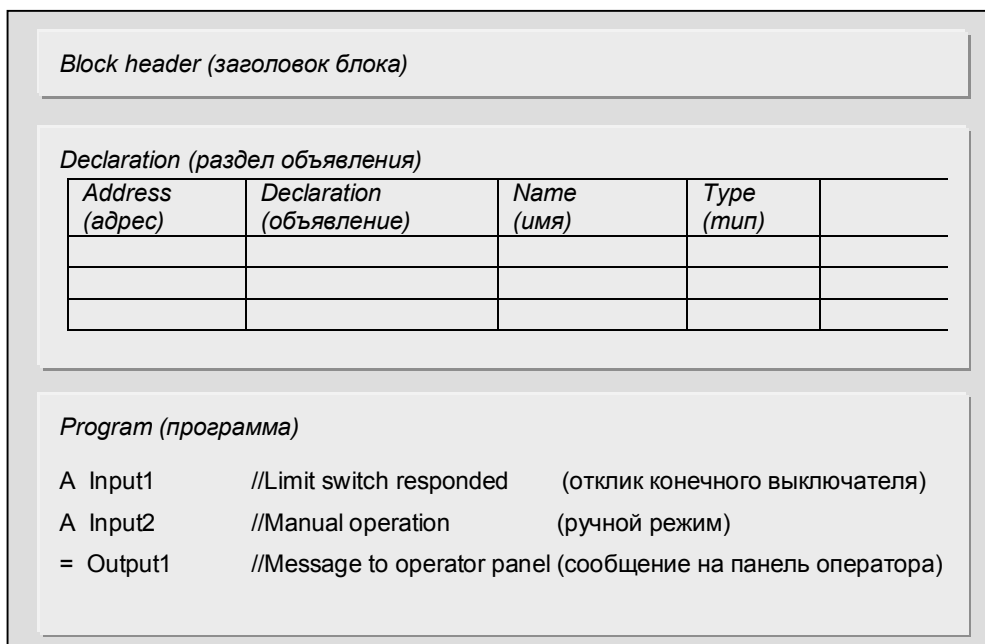 Block header (заголовок блока)
Declaration (раздел объявления)
Address Declaration Name Type
(адрес) (объявление) (имя) (тип)
Program (программа)
A Input1 //Limit switch responded (отклик конечного выключателя)
A Input2 //Manual operation (ручной режим)
= Output1 //Message to operator panel (сообщение на панель оператора)